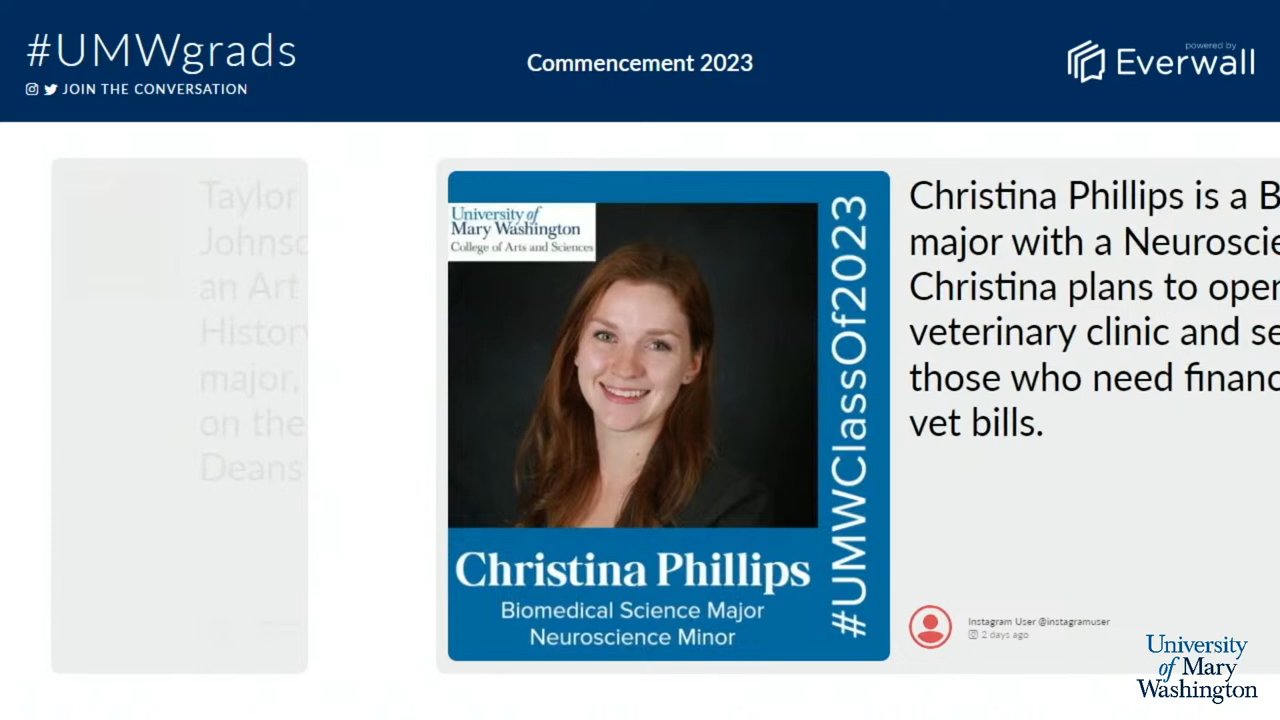 #UMWgrads
JOIN THE CONVERSATION
Commencement 2023
powered by
Everwall
Taylor
Johnso
an Art
History
major,
on the
Deans
University of
Mary Washington
College of Arts and Sciences
#UMWClassOf2023
Christina Phillips
Biomedical Science Major
Neuroscience Minor
Christina Phillips is a B
major with a Neuroscie
Christina plans to open
veterinary clinic and se
those who need financ
vet bills.
Instagram User @instagramuser
2 days ago
University
of Mary
Washington